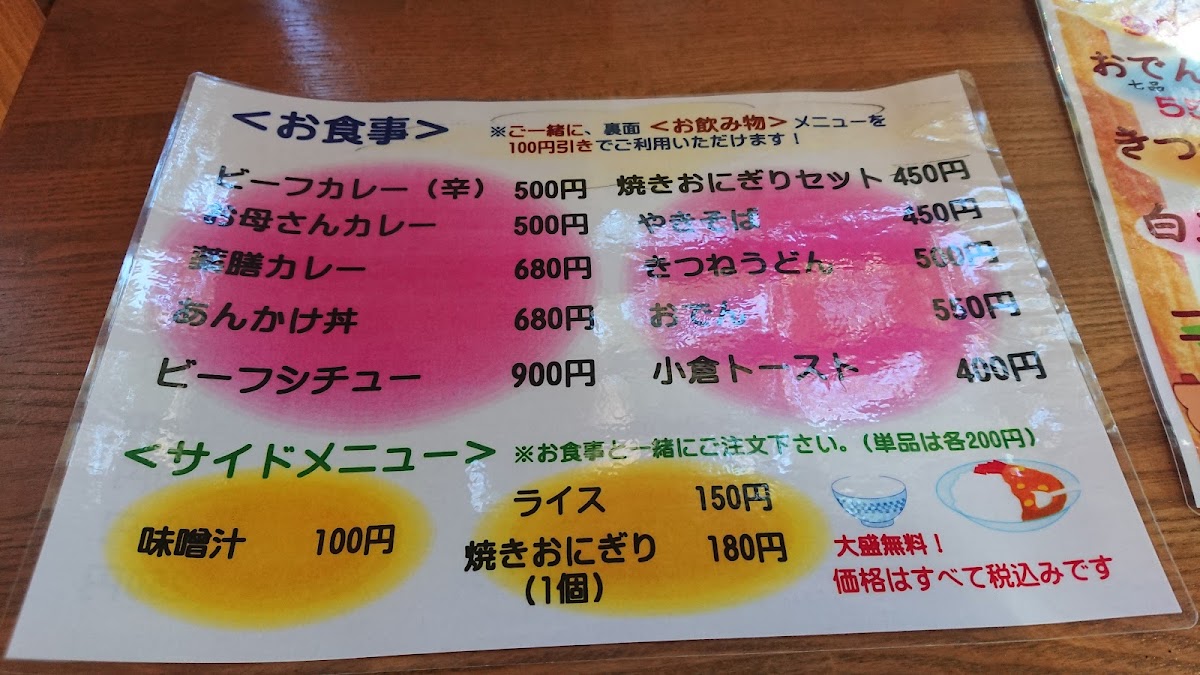 <お食事>
※ご一緒に、裏面 <お飲み物> メニューを
100円引きでご利用いただけます！
ビーフカレー（辛） 500円
お母さんカレー 500円
薬膳カレー 680円
あんかけ丼 680円
ビーフシチュー 900円
焼きおにぎりセット 450円
やきそば 450円
きつねうどん 500円
おでん 550円
小倉トースト 400円
<サイドメニュー>
※お食事と一緒にご注文下さい。（単品は各200円）
味噌汁 100円
ライス 150円
焼きおにぎり 180円
（1個）
大盛無料！
価格はすべて税込みです
おでん
七品
きつ
白